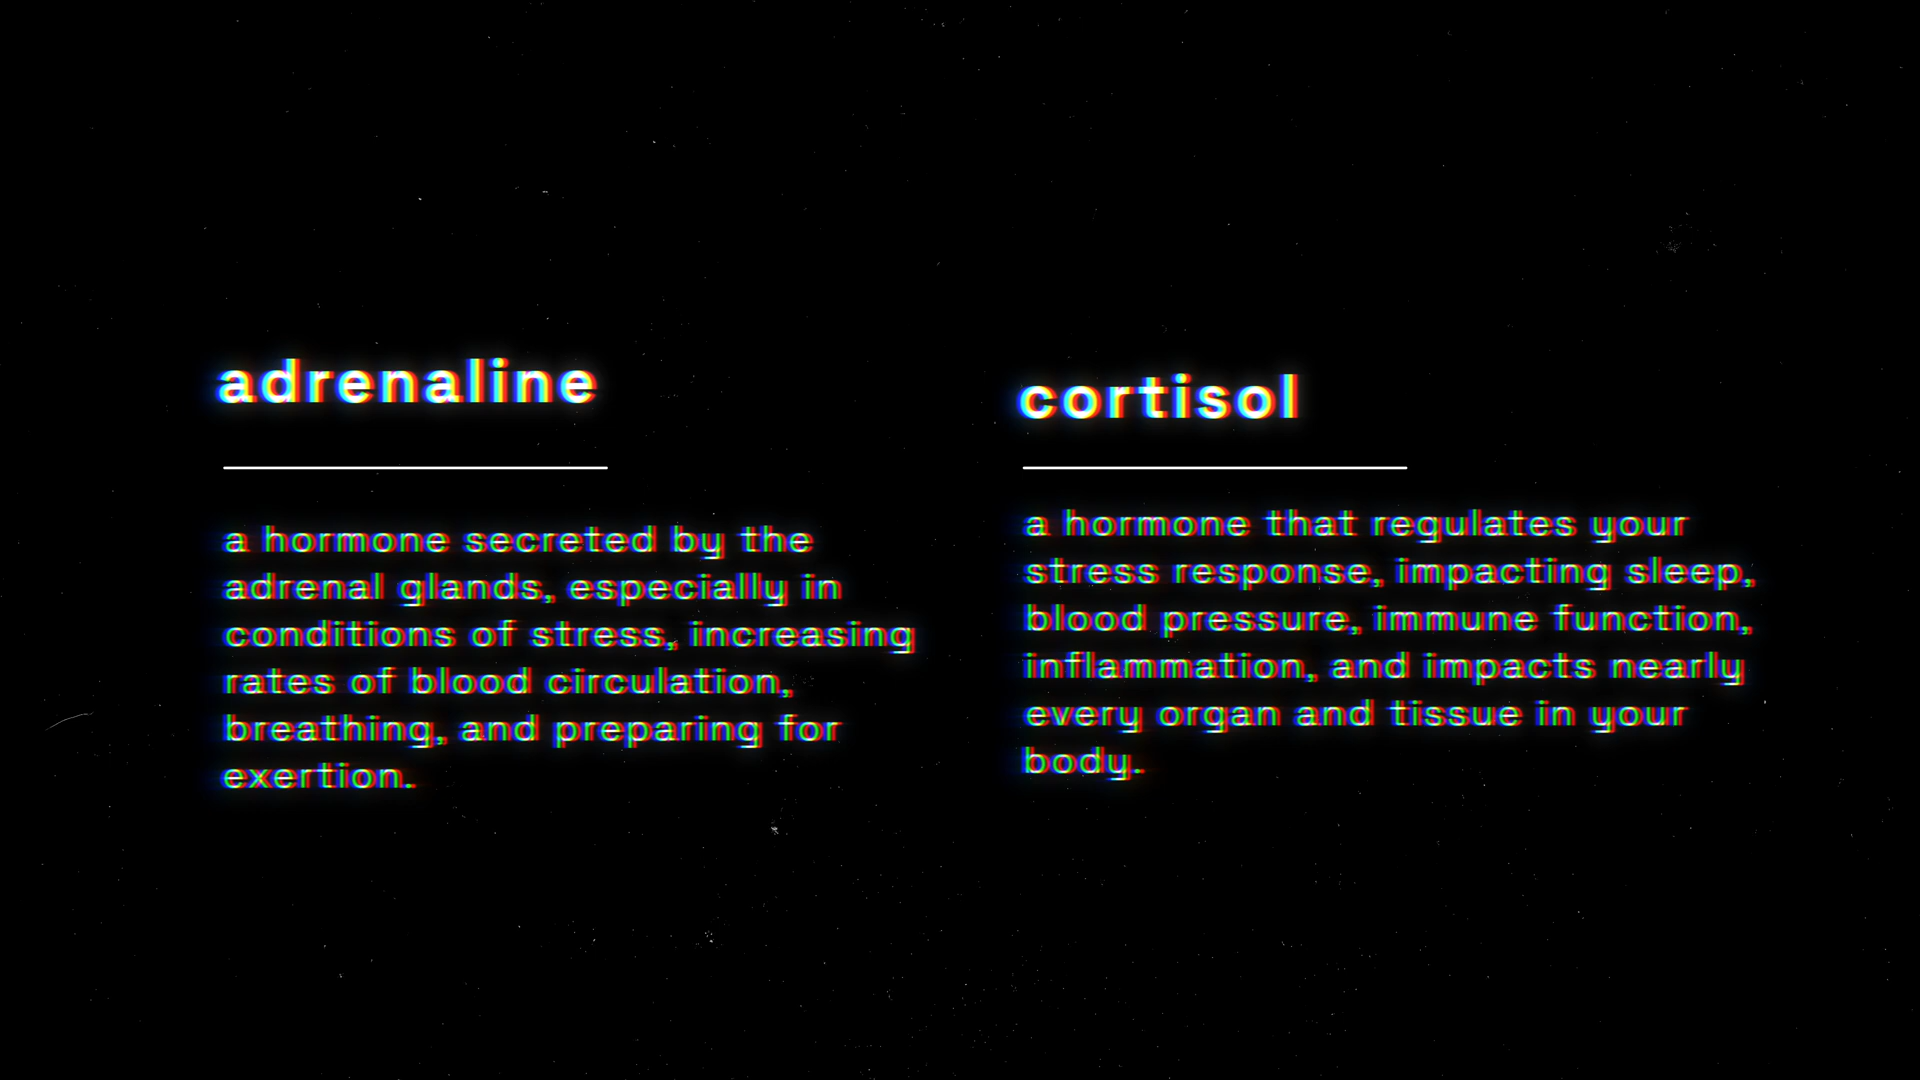 adrenaline
a hormone secreted by the
adrenal glands, especially in
conditions of stress, increasing
rates of blood circulation,
breathing, and preparing for
exertion.
cortisol
a hormone that regulates your
stress response, impacting sleep,
blood pressure, immune function,
inflammation, and impacts nearly
every organ and tissue in your
body.